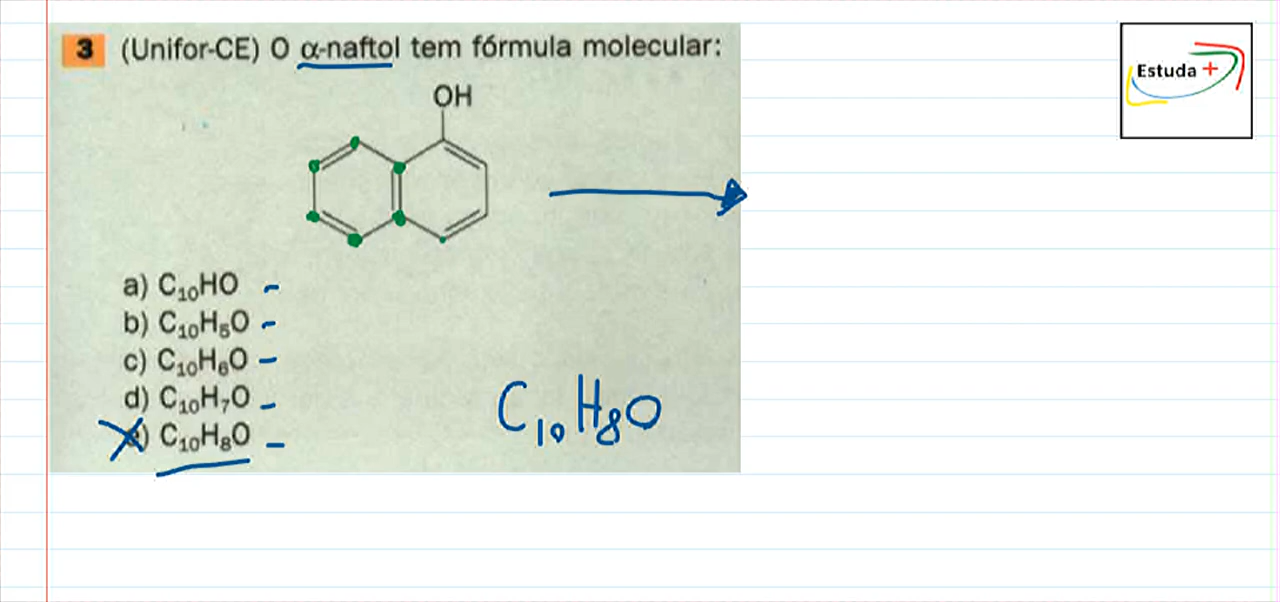 3 (Unifor-CE) O α-naftol tem fórmula molecular:
Estuda +
OH
a) C₁₀HO
b) C₁₀H₅O
c) C₁₀H₆O
d) C₁₀H₇O
e) C₁₀H₈O
C₁₀H₈O